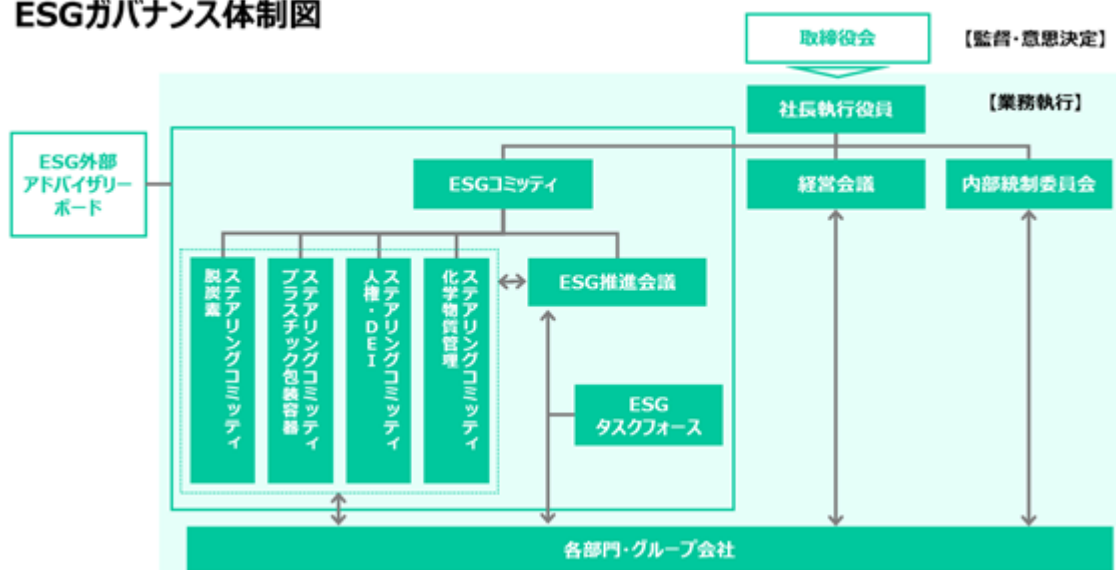 ESGガバナンス体制図
取締役会
【監督・意思決定】
社長執行役員
【業務執行】
ESG外部
アドバイザリー
ボード
ESGコミッティ
経営会議
内部統制委員会
脱炭素
ステアリングコミッティ
プラスチック包装容器
ステアリングコミッティ
人権・DEI
ステアリングコミッティ
化学物質管理
ステアリングコミッティ
ESG推進会議
ESG
タスクフォース
各部門・グループ会社